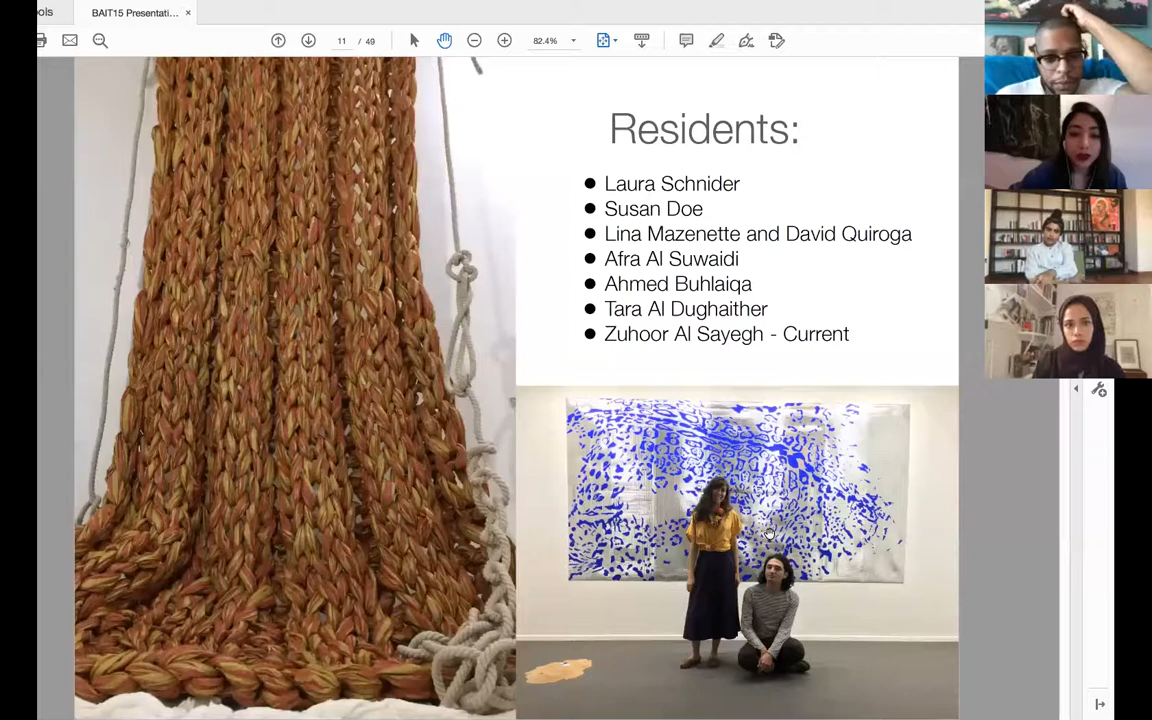 ools
BAIT15 Presentati...
11 / 49
82.4%
Residents:
Laura Schnider
Susan Doe
Lina Mazenette and David Quiroga
Afra Al Suwaidi
Ahmed Buhlaiqa
Tara Al Dughaither
Zuhoor Al Sayegh - Current